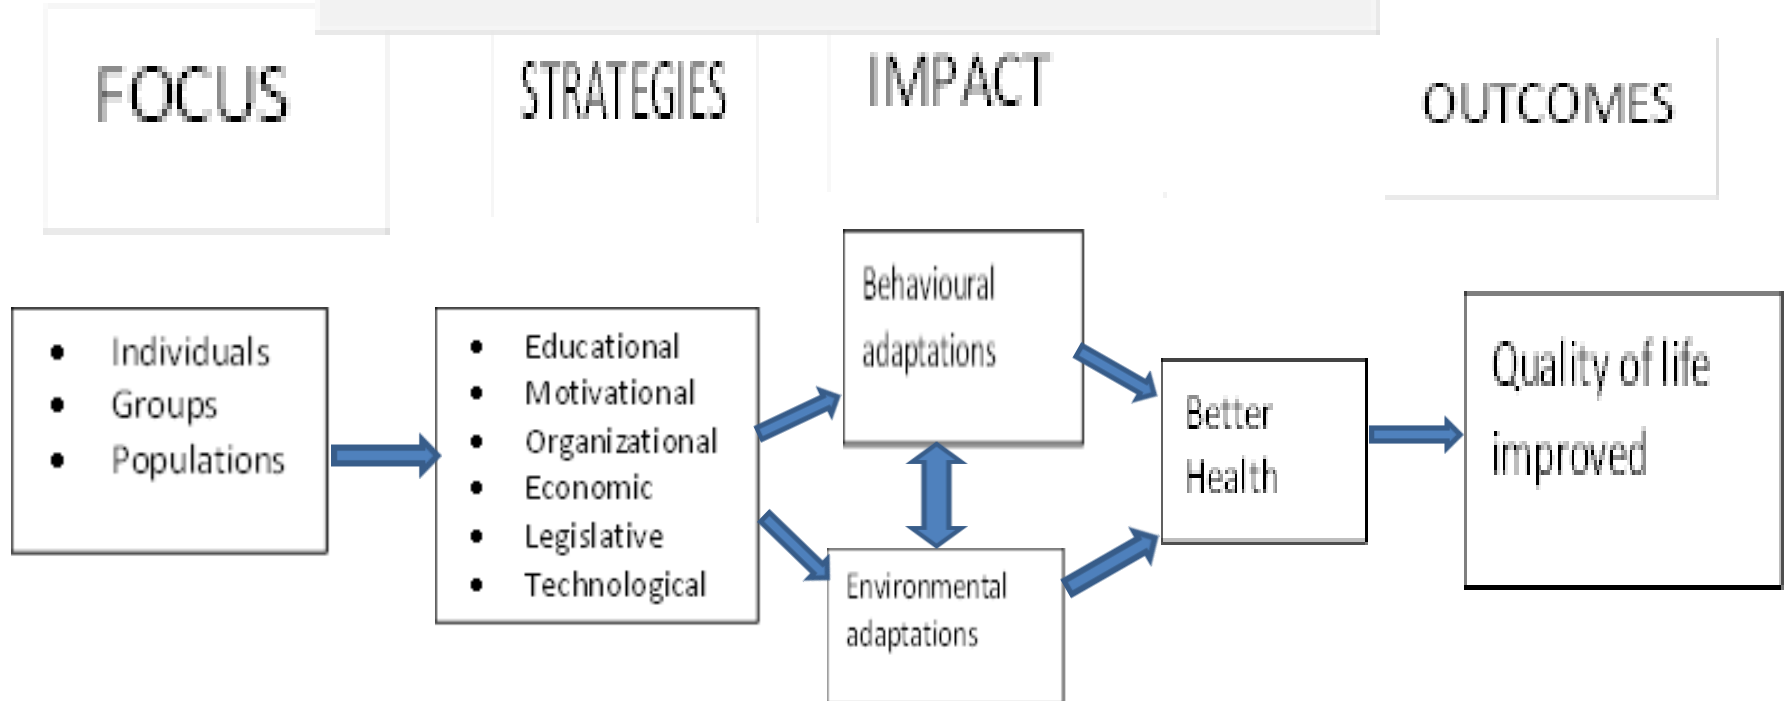 FOCUS
STRATEGIES
IMPACT
OUTCOMES
• Individuals
• Groups
• Populations
• Educational
• Motivational
• Organizational
• Economic
• Legislative
• Technological
Behavioural
adaptations
Environmental
adaptations
Better
Health
Quality of life
improved